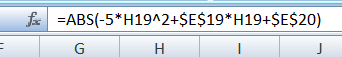 fx =ABS(-5*H19^2+$E$19*H19+$E$20)
F G H I J